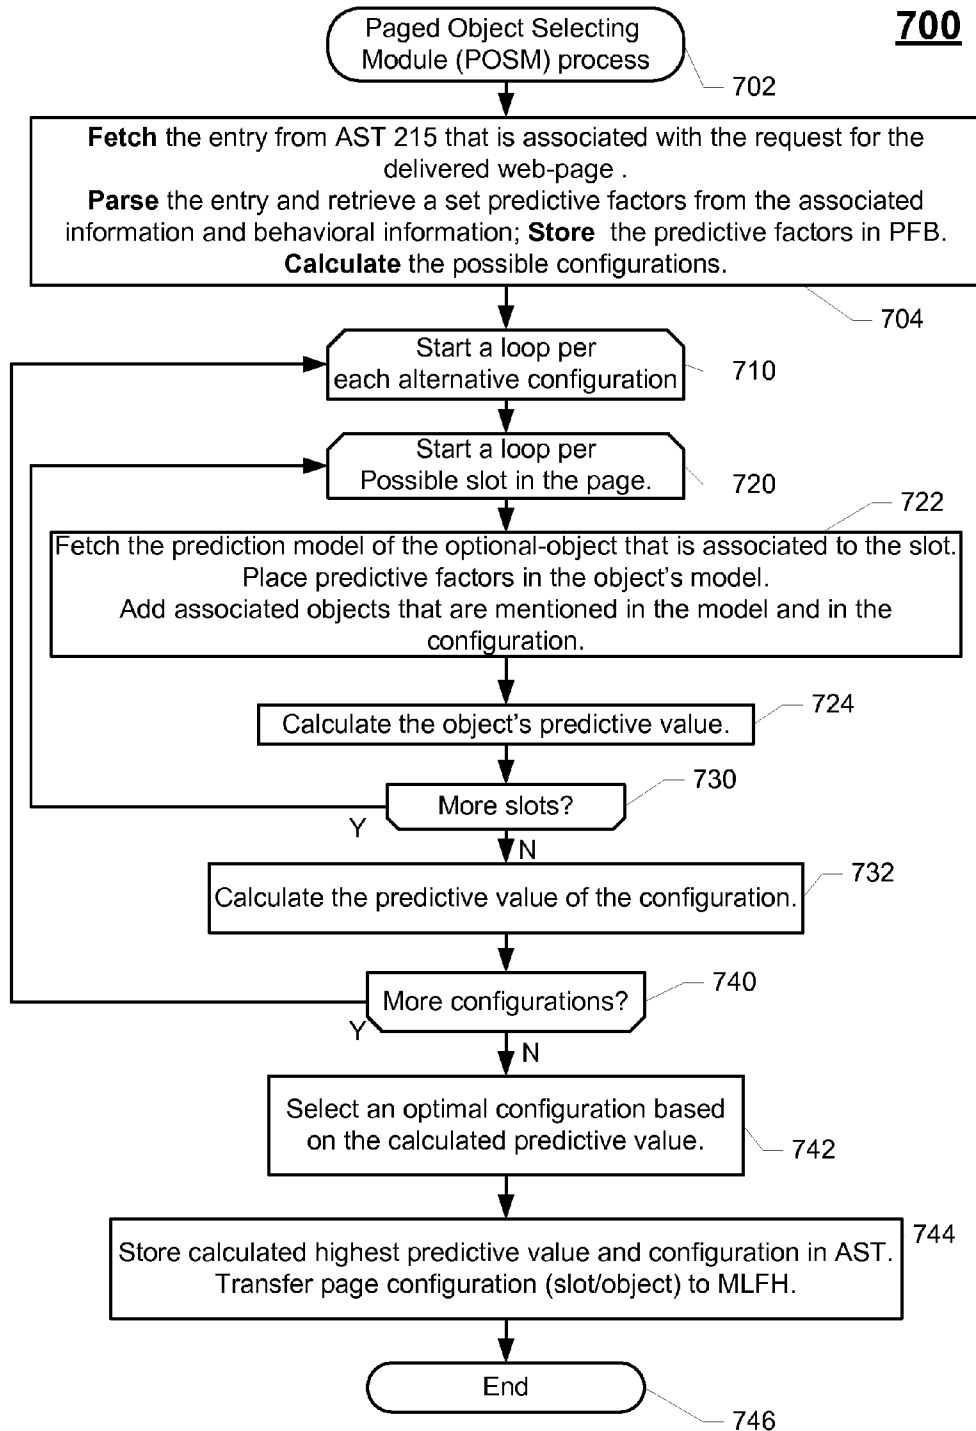 700
Paged Object Selecting
Module (POSM) process
702
Fetch the entry from AST 215 that is associated with the request for the
delivered web-page .
Parse the entry and retrieve a set predictive factors from the associated
information and behavioral information; Store the predictive factors in PFB.
Calculate the possible configurations.
704
Start a loop per
each alternative configuration
710
Start a loop per
Possible slot in the page.
720
722
Fetch the prediction model of the optional-object that is associated to the slot.
Place predictive factors in the object's model.
Add associated objects that are mentioned in the model and in the
configuration.
724
Calculate the object's predictive value.
730
More slots?
Y
N
732
Calculate the predictive value of the configuration.
740
More configurations?
Y
N
Select an optimal configuration based
on the calculated predictive value.
742
744
Store calculated highest predictive value and configuration in AST.
Transfer page configuration (slot/object) to MLFH.
End
746